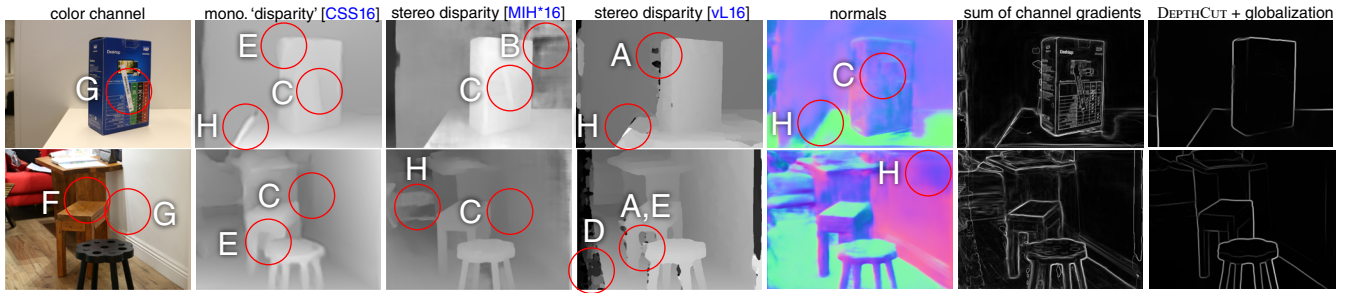 color channel
mono. 'disparity' [CSS16]
stereo disparity [MIH*16]
stereo disparity [vL16]
normals
sum of channel gradients
DEPTHCUT + globalization
G
E
C
H
B
C
A
H
C
H
F
G
C
E
H
C
D
A,E
H